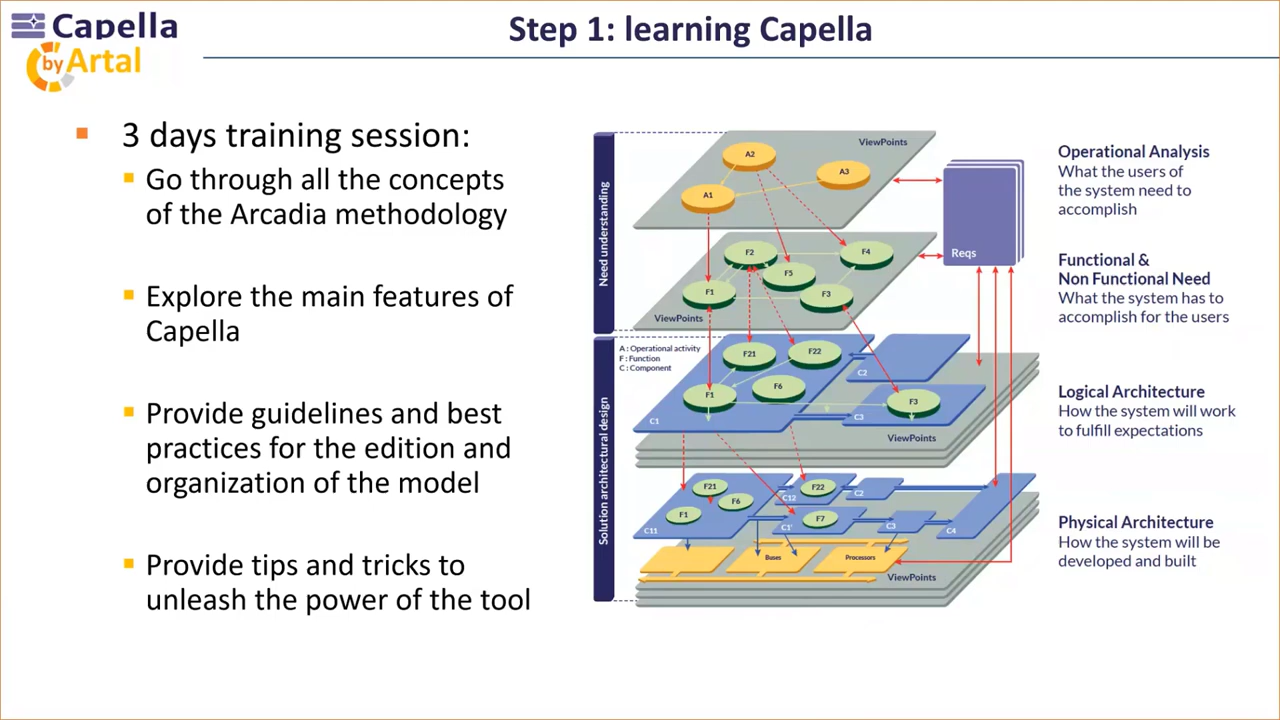 Capella
by Artal
Step 1: learning Capella
3 days training session:
Go through all the concepts
of the Arcadia methodology
Explore the main features of
Capella
Provide guidelines and best
practices for the edition and
organization of the model
Provide tips and tricks to
unleash the power of the tool
Need understanding
Solution architectural design
ViewPoints
A2
A3
A1
F2
F4
F5
F1
F3
ViewPoints
Reqs
A : Operational activity
F : Function
C : Component
F21
F22
C2
F6
F1
F3
C1
C3
ViewPoints
F21
F6
F1
C11
C12
F22
C2
C1'
F7
C3
C4
Buses
Processors
ViewPoints
Operational Analysis
What the users of
the system need to
accomplish
Functional &
Non Functional Need
What the system has to
accomplish for the users
Logical Architecture
How the system will work
to fulfill expectations
Physical Architecture
How the system will be
developed and built